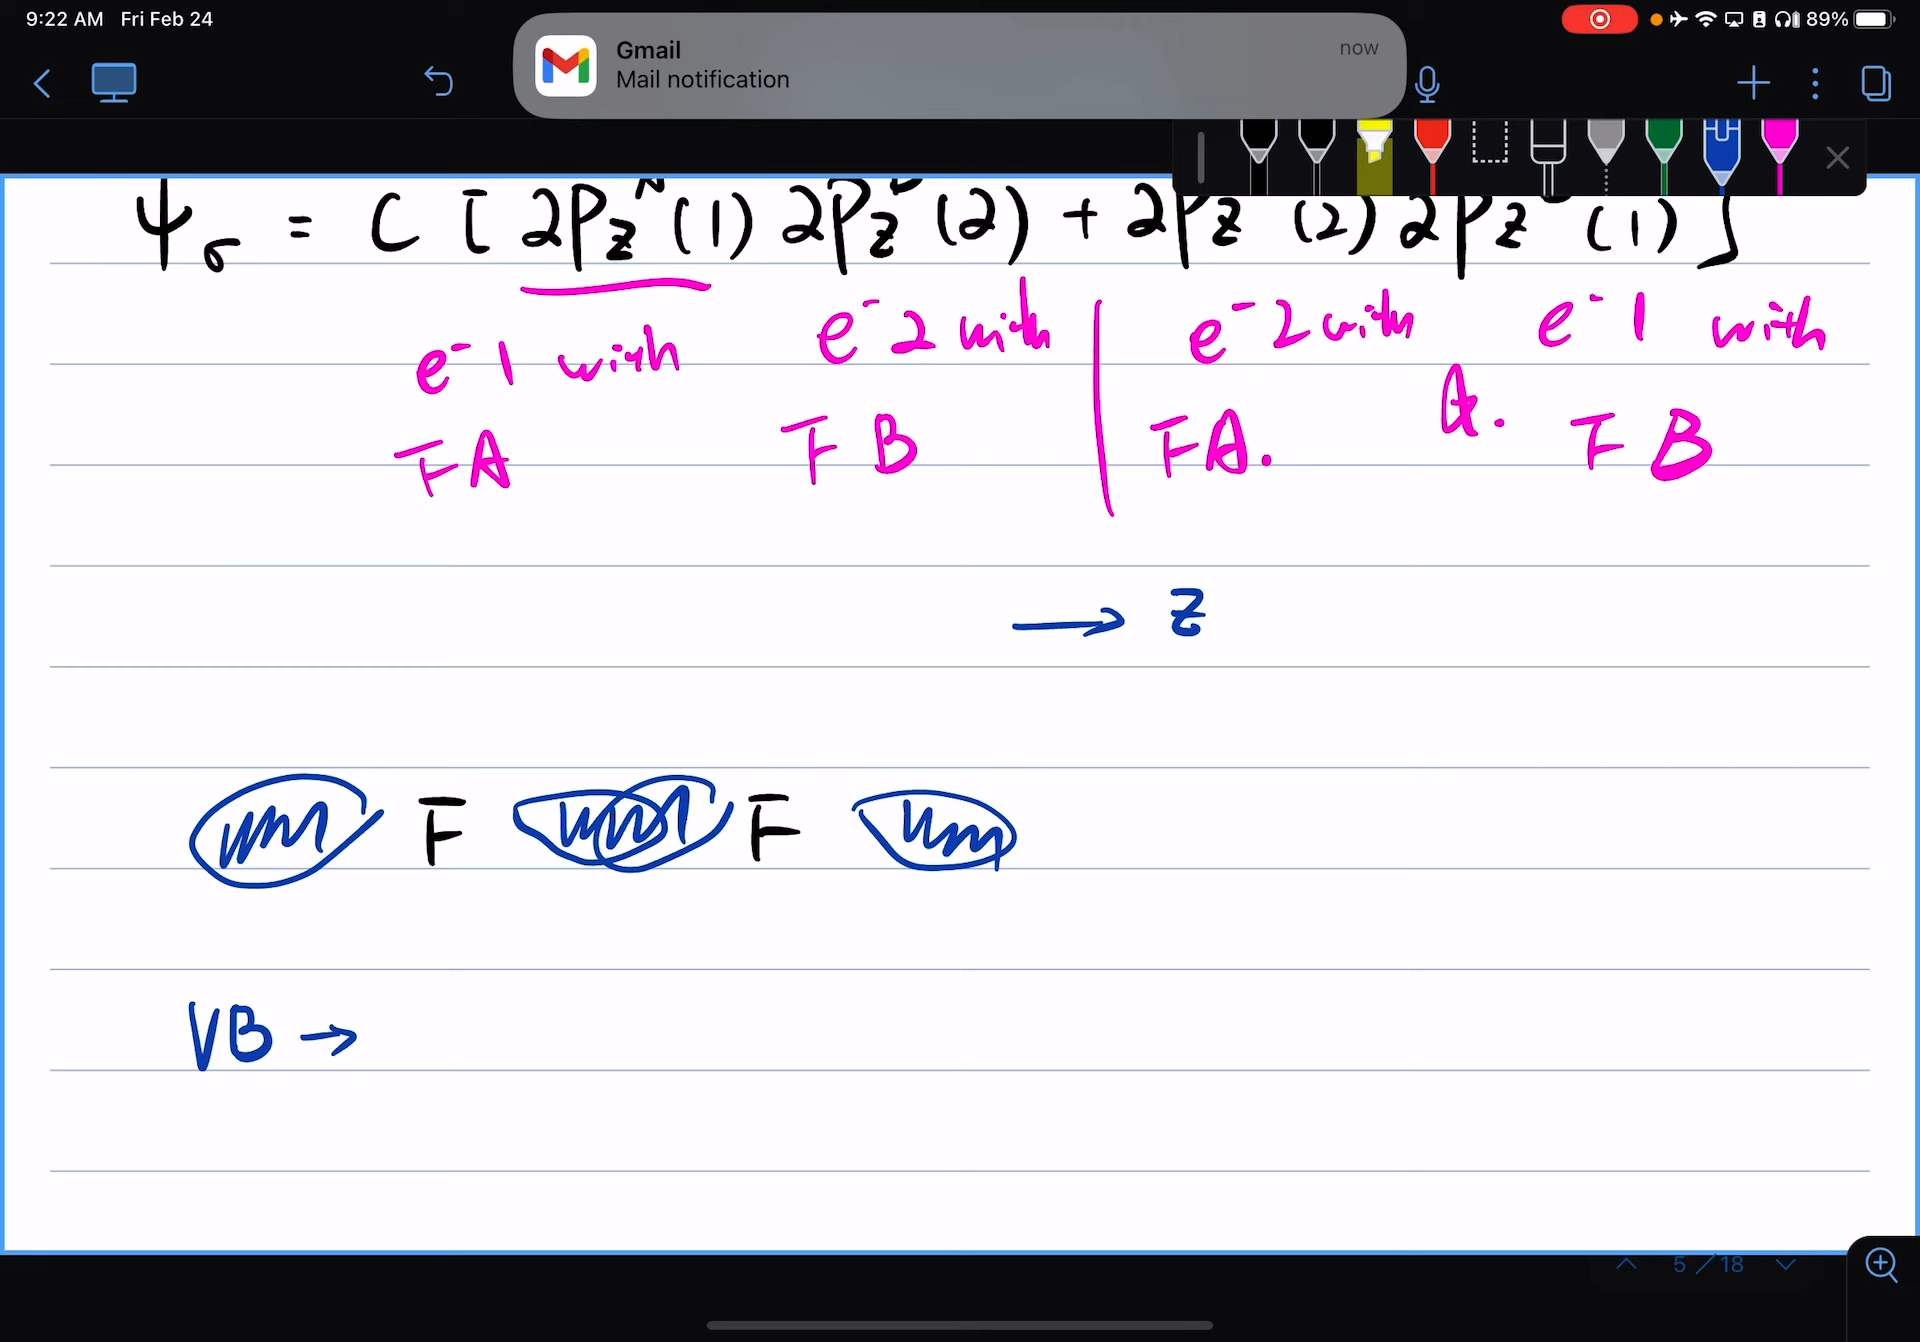 9:22 AM Fri Feb 24
89%
Gmail
now
Mail notification
ψσ = C [ 2Pz (1) 2Pz (2) + 2Pz (2) 2Pz (1) ]
e⁻1 with e⁻2 with e⁻2 with e⁻1 with
FA F B FA. F B
→ z
F F
VB →
5 / 18